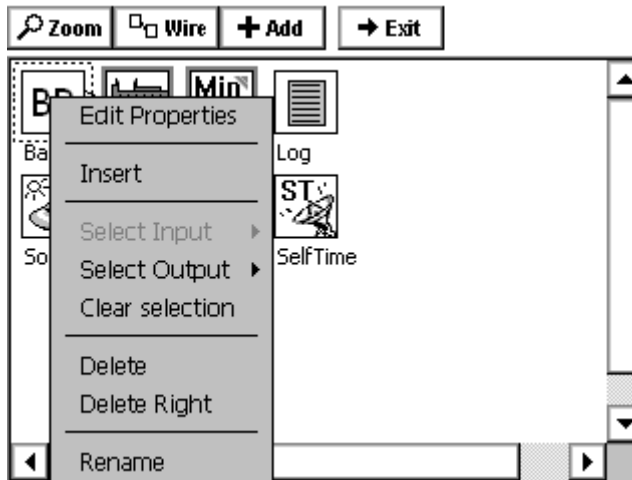 Zoom Wire Add Exit
Min
Edit Properties
Log
Insert
ST
Select Input
Select Output
SelfTime
Clear selection
Delete
Delete Right
Rename